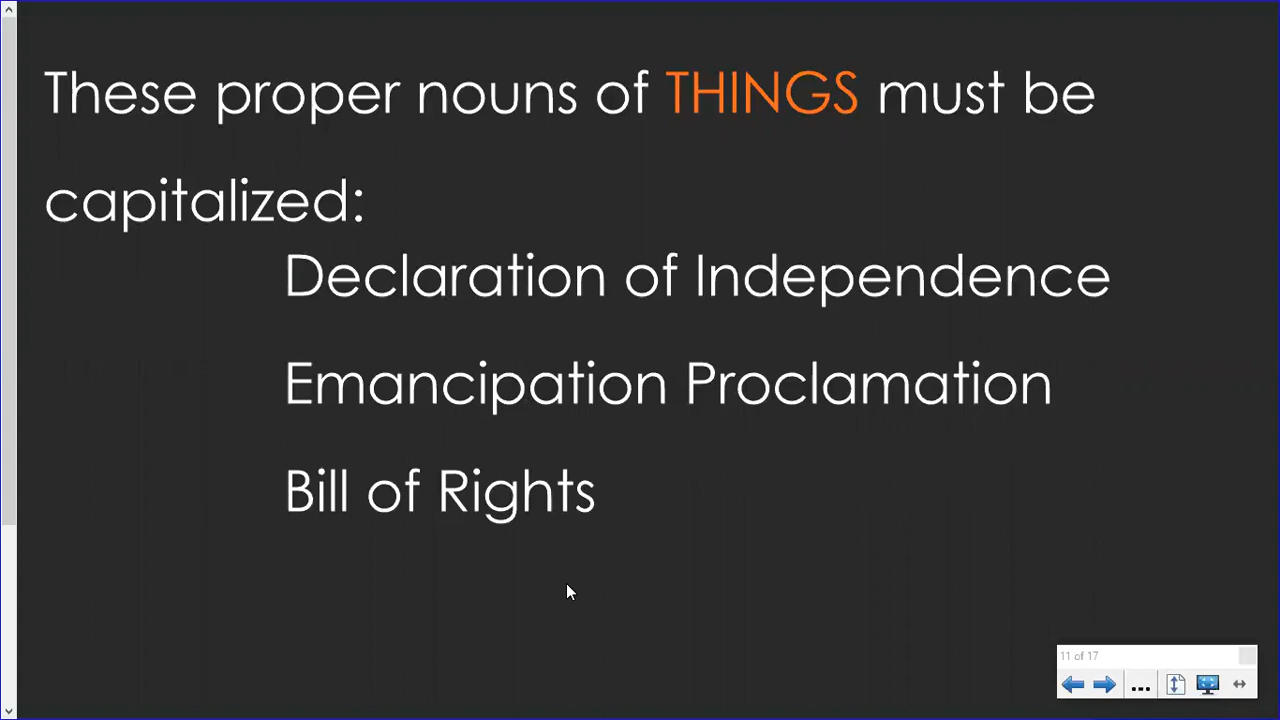 These proper nouns of THINGS must be
capitalized:
Declaration of Independence
Emancipation Proclamation
Bill of Rights
11 of 17
...